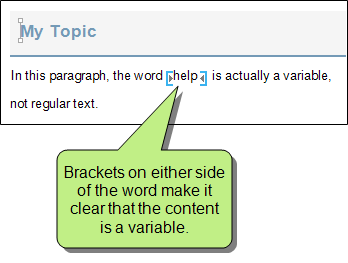 My Topic
In this paragraph, the word help is actually a variable,
not regular text.
Brackets on either side
of the word make it
clear that the content
is a variable.